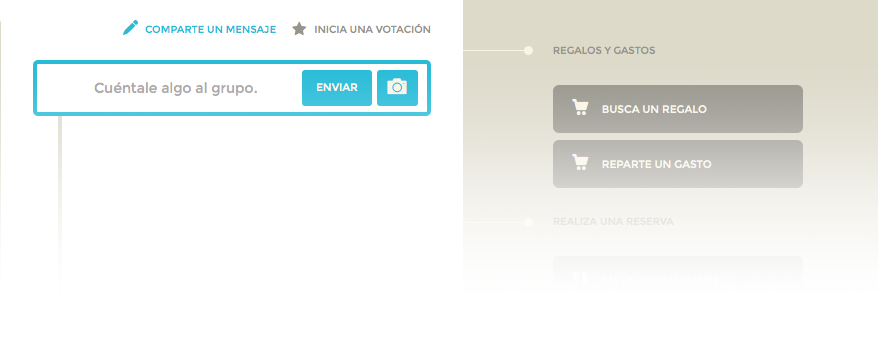 COMPARTE UN MENSAJE
INICIA UNA VOTACIÓN
Cuéntale algo al grupo.
ENVIAR
REGALOS Y GASTOS
BUSCA UN REGALO
REPARTE UN GASTO
REALIZA UNA RESERVA